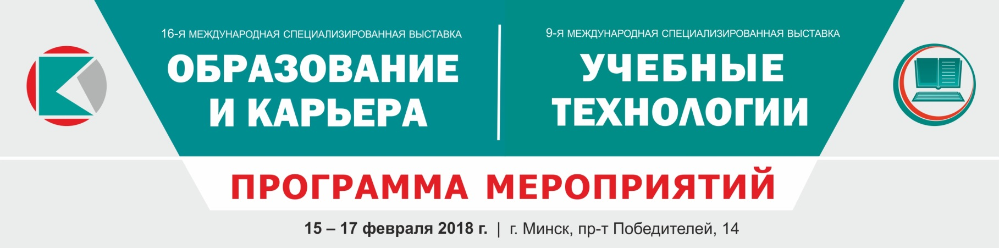 16-Я МЕЖДУНАРОДНАЯ СПЕЦИАЛИЗИРОВАННАЯ ВЫСТАВКА
ОБРАЗОВАНИЕ
И КАРЬЕРА
9-Я МЕЖДУНАРОДНАЯ СПЕЦИАЛИЗИРОВАННАЯ ВЫСТАВКА
УЧЕБНЫЕ
ТЕХНОЛОГИИ
ПРОГРАММА МЕРОПРИЯТИЙ
15 – 17 февраля 2018 г. | г. Минск, пр-т Победителей, 14